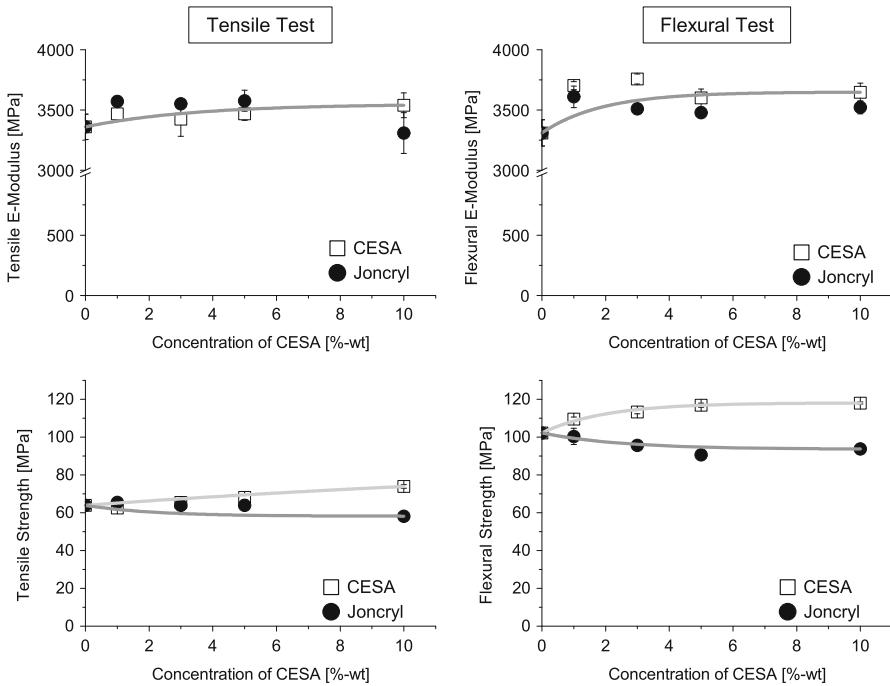 Tensile Test
Flexural Test
4000
3500
3000
500
0
Tensile E-Modulus [MPa]
CESA
Joncryl
0 2 4 6 8 10
Concentration of CESA [%-wt]
4000
3500
3000
500
0
Flexural E-Modulus [MPa]
CESA
Joncryl
0 2 4 6 8 10
Concentration of CESA [%-wt]
120
100
80
60
40
20
0
Tensile Strength [MPa]
CESA
Joncryl
0 2 4 6 8 10
Concentration of CESA [%-wt]
120
100
80
60
40
20
0
Flexural Strength [MPa]
CESA
Joncryl
0 2 4 6 8 10
Concentration of CESA [%-wt]